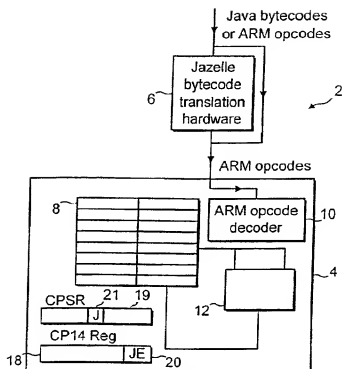 Java bytecodes
or ARM opcodes
Jazelle
bytecode
translation
hardware
6
2
ARM opcodes
8
ARM opcode
decoder
10
4
21 19
CPSR
J
12
CP14 Reg
JE
18
20